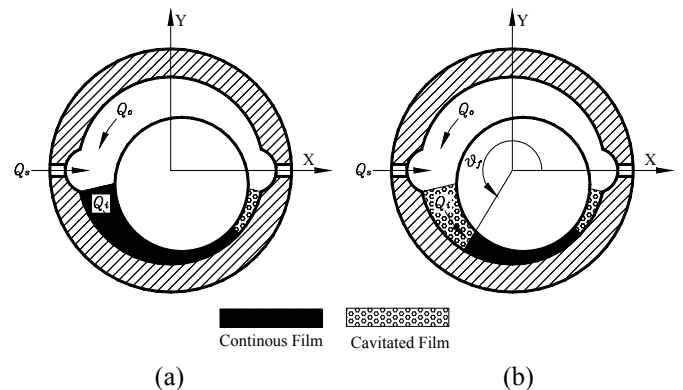 Y
Y
Qo
Qo
Qs
X
Qs
ϑf
X
Qi
Qi
Continous Film
Cavitated Film
(a)
(b)